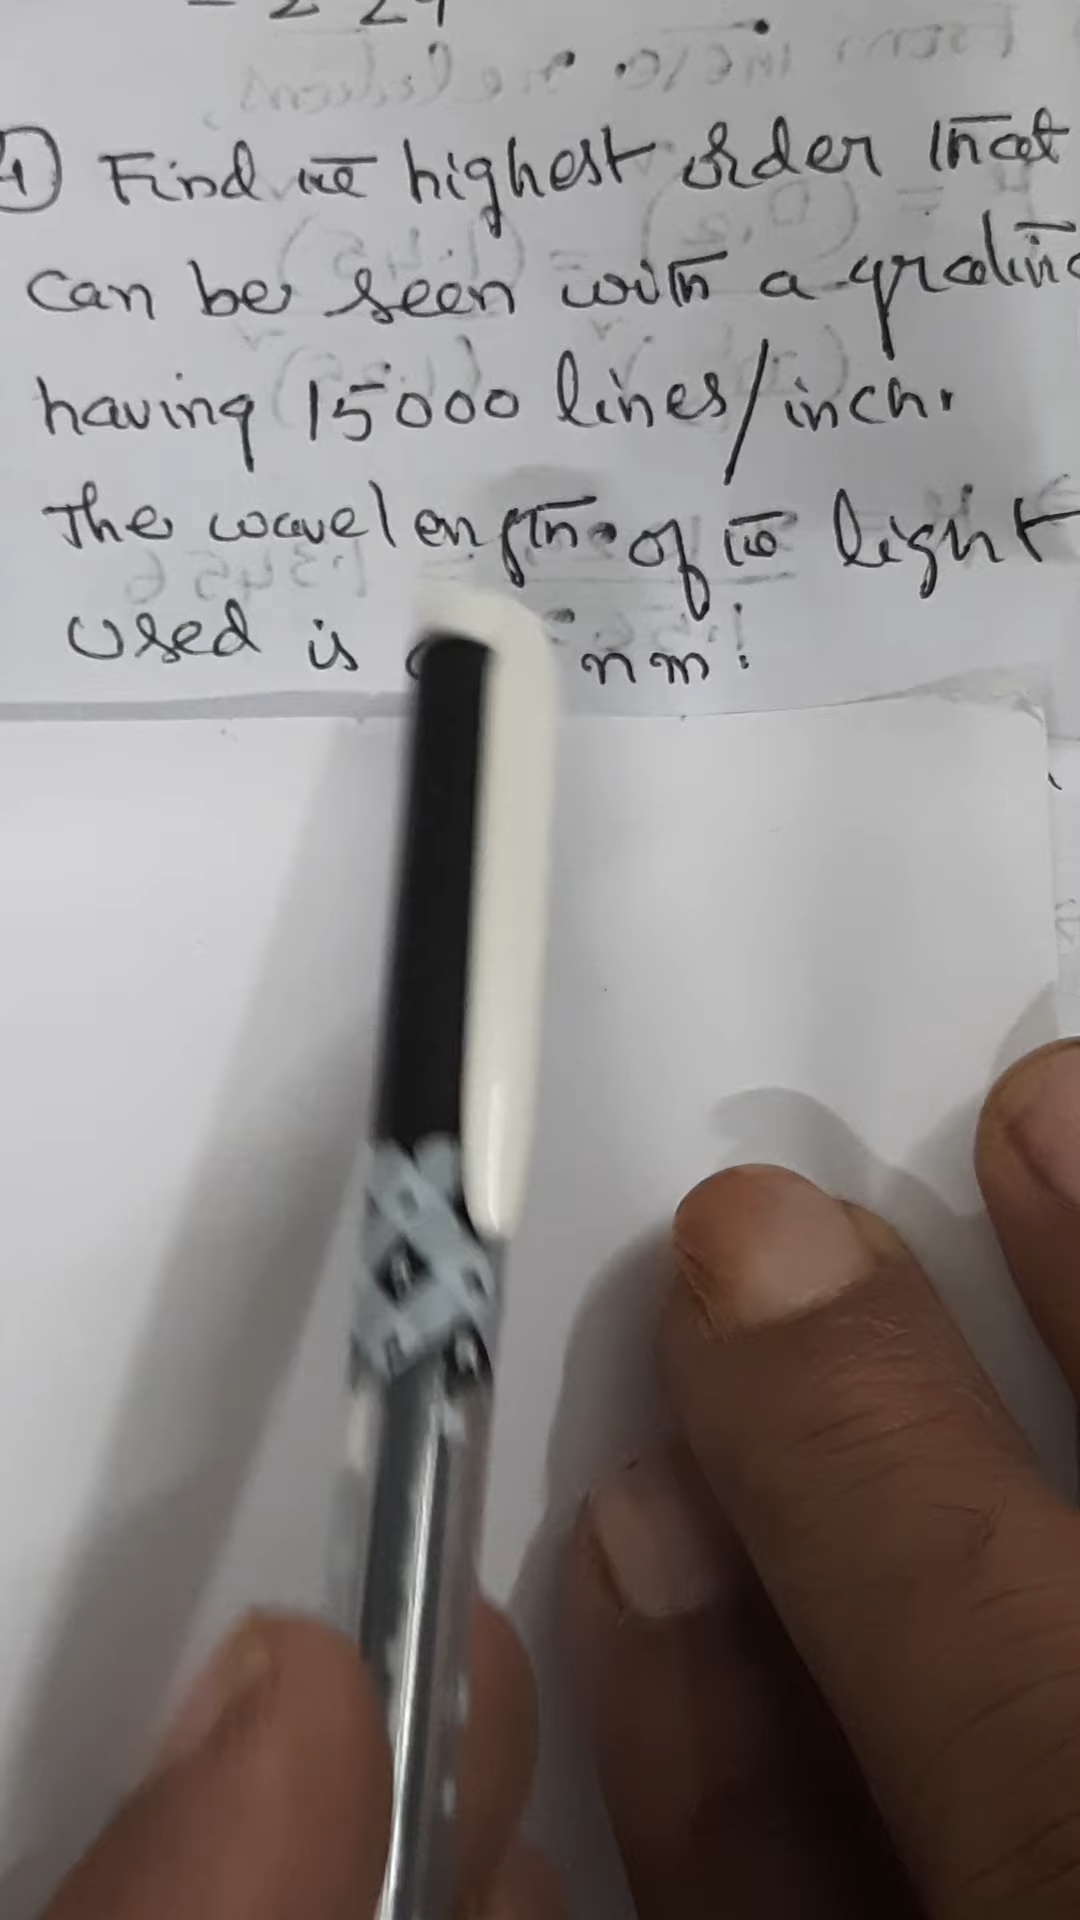 Find the highest order that
can be seen with a grating
having 15000 lines/inch.
The wavelength of the light
used is nm!